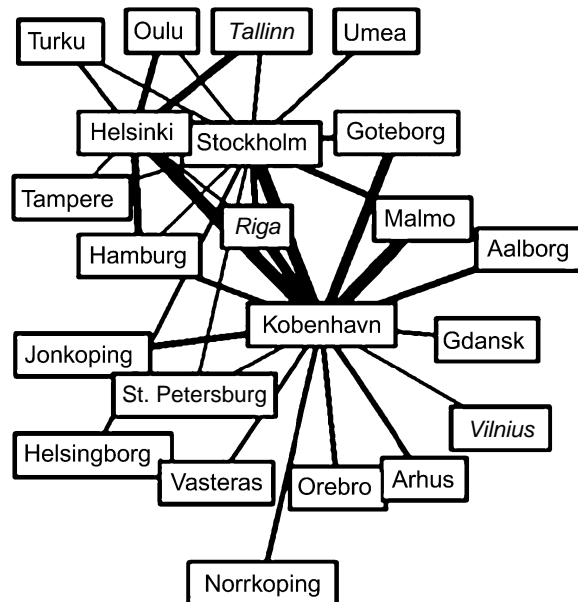 Turku
Oulu
Tallinn
Umea
Helsinki
Stockholm
Goteborg
Tampere
Riga
Malmo
Hamburg
Aalborg
Kobenhavn
Gdansk
Jonkoping
St. Petersburg
Vilnius
Helsingborg
Vasteras
Orebro
Arhus
Norrkoping